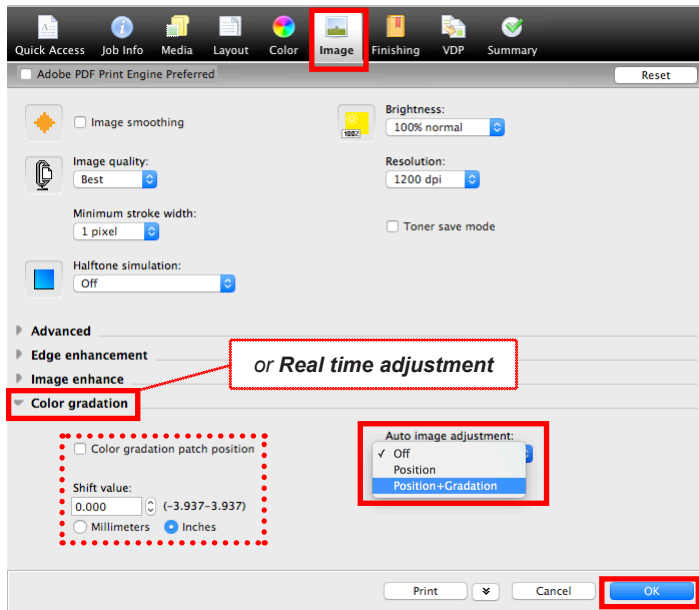 Quick Access Job Info Media Layout Color Image Finishing VDP Summary
Adobe PDF Print Engine Preferred Reset
Image smoothing
Brightness:
100%
100% normal
Image quality:
Best
Resolution:
1200 dpi
Minimum stroke width:
1 pixel
Toner save mode
Halftone simulation:
Off
Advanced
Edge enhancement
Image enhance
or Real time adjustment
Color gradation
Color gradation patch position
Shift value:
0.000 (-3.937-3.937)
Millimeters Inches
Auto image adjustment:
✓ Off
Position
Position+Gradation
Print Cancel OK